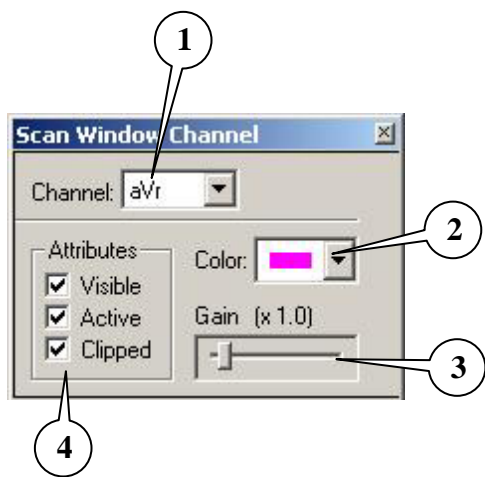 1
Scan Window Channel
Channel: aVr
2
Attributes
Color:
Visible
Active
Gain (x 1.0)
Clipped
3
4